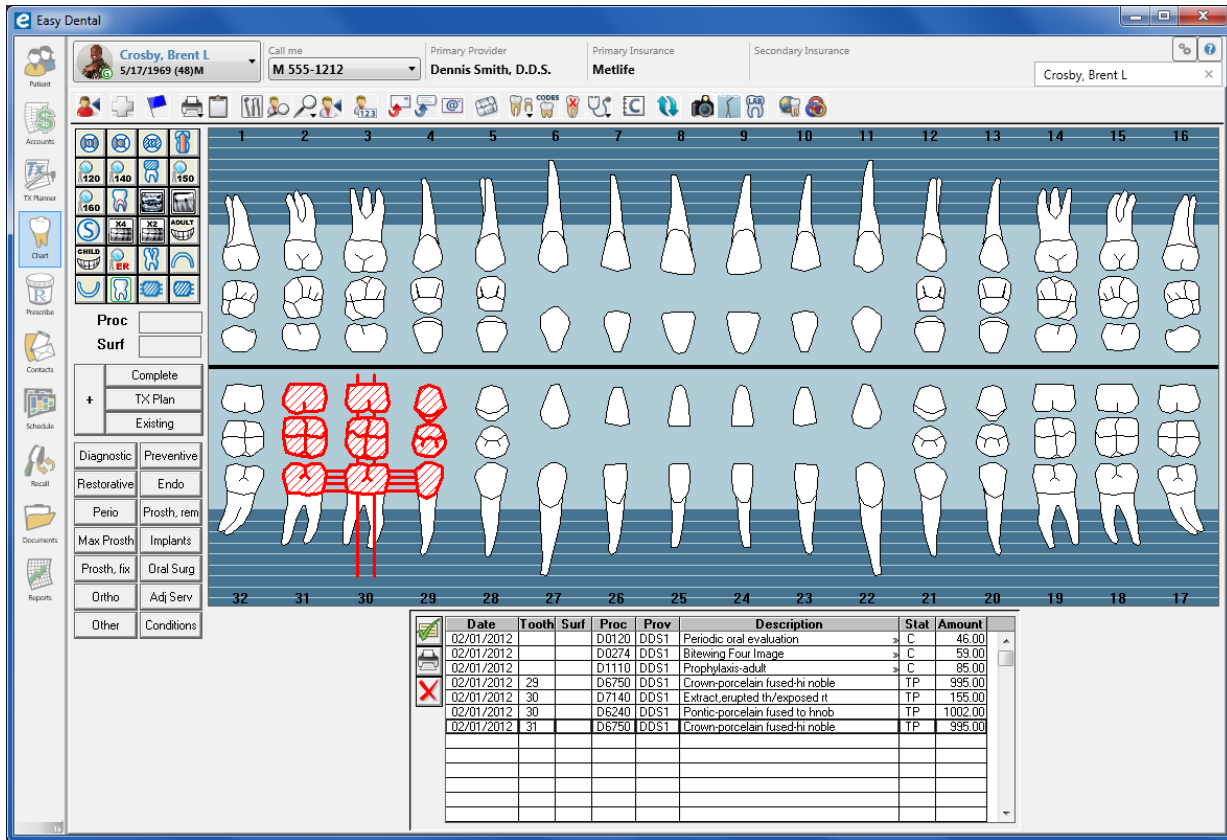 Easy Dental
Patient
Accounts
TX Planner
Chart
Prescribe
Contacts
Schedule
Recall
Documents
Reports
Crosby, Brent L
5/17/1969 (48)M
Call me
M 555-1212
Primary Provider
Dennis Smith, D.D.S.
Primary Insurance
Metlife
Secondary Insurance
Crosby, Brent L
120 140 150
160
S X4 X2 ADULT
CHILD ER
Proc
Surf
+
Complete
TX Plan
Existing
Diagnostic Preventive
Restorative Endo
Perio Prosth, rem
Max Prosth Implants
Prosth, fix Oral Surg
Ortho Adj Serv
Other Conditions
123 @ CODES C LAB
1 2 3 4 5 6 7 8 9 10 11 12 13 14 15 16
32 31 30 29 28 27 26 25 24 23 22 21 20 19 18 17
Date Tooth Surf Proc Prov Description Stat Amount
02/01/2012 D0120 DDS1 Periodic oral evaluation » C 46.00
02/01/2012 D0274 DDS1 Bitewing Four Image » C 59.00
02/01/2012 D1110 DDS1 Prophylaxis-adult » C 85.00
02/01/2012 29 D6750 DDS1 Crown-porcelain fused-hi noble TP 995.00
02/01/2012 30 D7140 DDS1 Extract,erupted th/exposed rt TP 155.00
02/01/2012 30 D6240 DDS1 Pontic-porcelain fused to hnob TP 1002.00
02/01/2012 31 D6750 DDS1 Crown-porcelain fused-hi noble TP 995.00